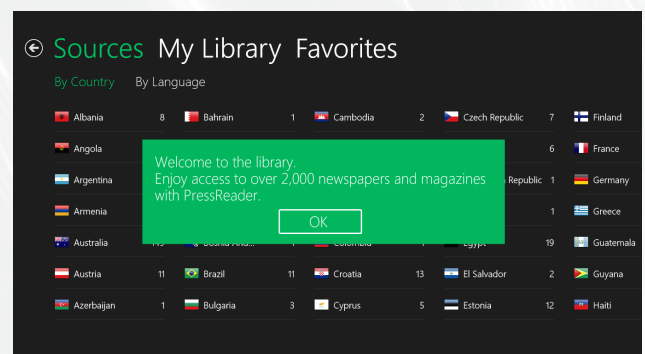 Sources My Library Favorites
By Country By Language
Albania 8 Bahrain 1 Cambodia 2 Czech Republic 7 Finland
Angola 6 France
Welcome to the library.
Argentina Enjoy access to over 2,000 newspapers and magazines Republic 1 Germany
with PressReader.
Armenia 1 Greece
OK
Australia Egypt 19 Guatemala
Austria 11 Brazil 11 Croatia 13 El Salvador 2 Guyana
Azerbaijan 1 Bulgaria 3 Cyprus 5 Estonia 12 Haiti